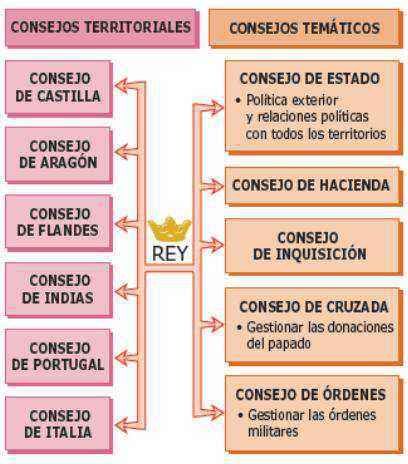 CONSEJOS TERRITORIALES
CONSEJO
DE CASTILLA
CONSEJO
DE ARAGÓN
CONSEJO
DE FLANDES
CONSEJO
DE INDIAS
CONSEJO
DE PORTUGAL
CONSEJO
DE ITALIA
REY
CONSEJOS TEMÁTICOS
CONSEJO DE ESTADO
• Política exterior
y relaciones políticas
con todos los territorios
CONSEJO DE HACIENDA
CONSEJO
DE INQUISICIÓN
CONSEJO DE CRUZADA
• Gestionar las donaciones
del papado
CONSEJO DE ÓRDENES
• Gestionar las órdenes
militares